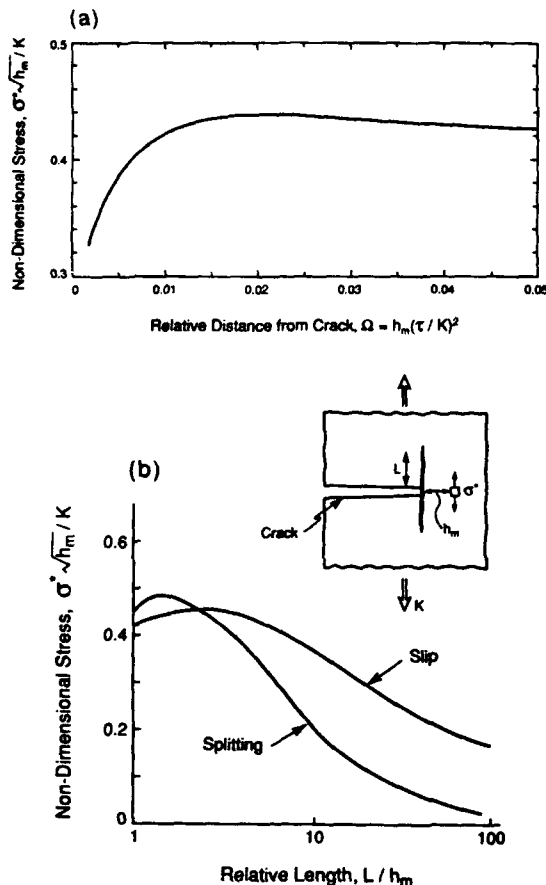 (a)
Non-Dimensional Stress, σ*√hm / K
0.5
0.4
0.3
0
0.01
0.02
0.03
0.04
0.05
Relative Distance from Crack, Ω = hm(τ / K)²
(b)
L
σ*
hm
Crack
K
Non-Dimensional Stress, σ*√hm / K
0.6
0.4
0.2
0
Slip
Splitting
1
10
100
Relative Length, L / hm